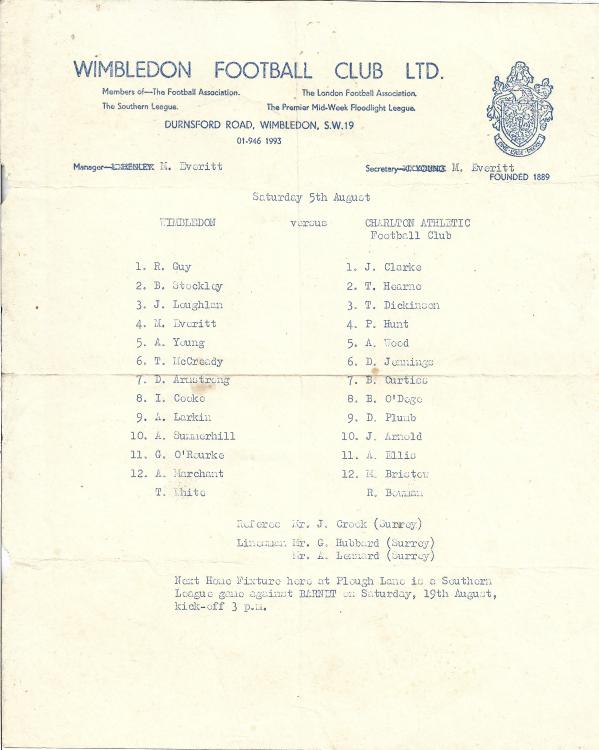 WIMBLEDON FOOTBALL CLUB LTD.
Members of—The Football Association. The London Football Association.
The Southern League. The Premier Mid-Week Floodlight League.
DURNSFORD ROAD, WIMBLEDON, S.W.19
01-946 1993
Manager— L. HENLEY M. Everitt Secretary— YOUNG M. Everitt
FOUNDED 1889
Saturday 5th August
WIMBLEDON versus CHARLTON ATHLETIC
Football Club
1. R. Guy 1. J. Clarke
2. B. Stockley 2. T. Hearne
3. J. Loughlan 3. T. Dickinson
4. M. Everitt 4. P. Hunt
5. A. Young 5. A. Wood
6. T. McCready 6. D. Jennings
7. D. Armstrong 7. B. Curtiss
8. I. Cooke 8. B. O'Doge
9. A. Larkin 9. D. Plumb
10. A. Summerhill 10. J. Arnold
11. G. O'Rourke 11. A. Ellis
12. A. Marchant 12. M. Bristow
T. White R. Bowman
Referee Mr. J. Crook (Surrey)
Linesmen Mr. G. Hubbard (Surrey)
Mr. A. Lennard (Surrey)
Next Home Fixture here at Plough Lane is a Southern
League game against BARNET on Saturday, 19th August,
kick-off 3 p.m.